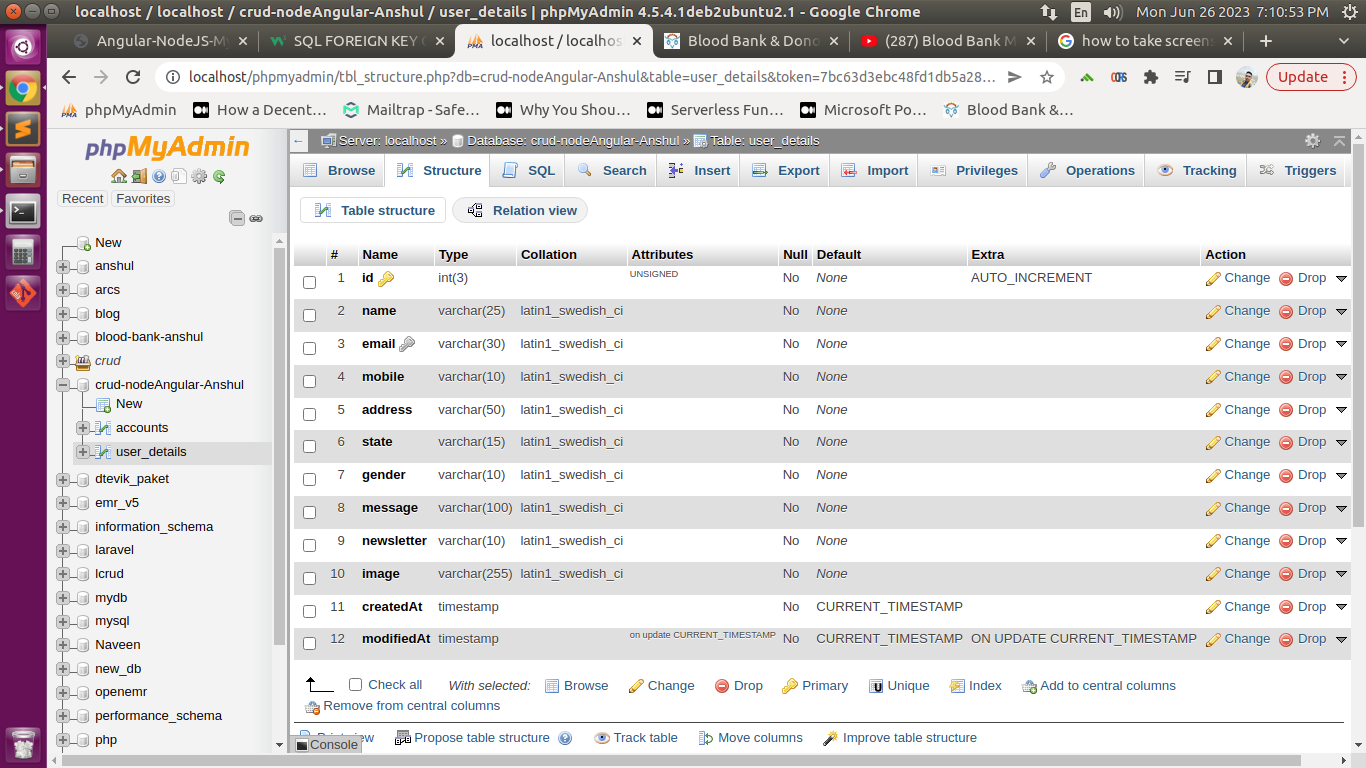 localhost / localhost / crud-nodeAngular-Anshul / user_details | phpMyAdmin 4.5.4.1deb2ubuntu2.1 - Google Chrome
En
Mon Jun 26 2023 7:10:53 PM
Angular-NodeJS-M
SQL FOREIGN KEY
localhost / localhos
Blood Bank & Dono
(287) Blood Bank M
how to take screen
localhost/phpmyadmin/tbl_structure.php?db=crud-nodeAngular-Anshul&table=user_details&token=7bc63d3ebc48fd1db5a28...
Update
phpMyAdmin
How a Decent…
Mailtrap - Safe…
Why You Shou…
Serverless Fun…
Microsoft Po…
Blood Bank &…
phpMyAdmin
Recent
Favorites
New
anshul
arcs
blog
blood-bank-anshul
crud
crud-nodeAngular-Anshul
New
accounts
user_details
dtevik_paket
emr_v5
information_schema
laravel
lcrud
mydb
mysql
Naveen
new_db
openemr
performance_schema
php
Server: localhost » Database: crud-nodeAngular-Anshul » Table: user_details
Browse Structure SQL Search Insert Export Import Privileges Operations Tracking Triggers
Table structure Relation view
# Name Type Collation Attributes Null Default Extra Action
1 id int(3) UNSIGNED No None AUTO_INCREMENT Change Drop
2 name varchar(25) latin1_swedish_ci No None Change Drop
3 email varchar(30) latin1_swedish_ci No None Change Drop
4 mobile varchar(10) latin1_swedish_ci No None Change Drop
5 address varchar(50) latin1_swedish_ci No None Change Drop
6 state varchar(15) latin1_swedish_ci No None Change Drop
7 gender varchar(10) latin1_swedish_ci No None Change Drop
8 message varchar(100) latin1_swedish_ci No None Change Drop
9 newsletter varchar(10) latin1_swedish_ci No None Change Drop
10 image varchar(255) latin1_swedish_ci No None Change Drop
11 createdAt timestamp No CURRENT_TIMESTAMP Change Drop
12 modifiedAt timestamp on update CURRENT_TIMESTAMP No CURRENT_TIMESTAMP ON UPDATE CURRENT_TIMESTAMP Change Drop
Check all With selected: Browse Change Drop Primary Unique Index Add to central columns
Remove from central columns
Propose table structure Track table Move columns Improve table structure
Console